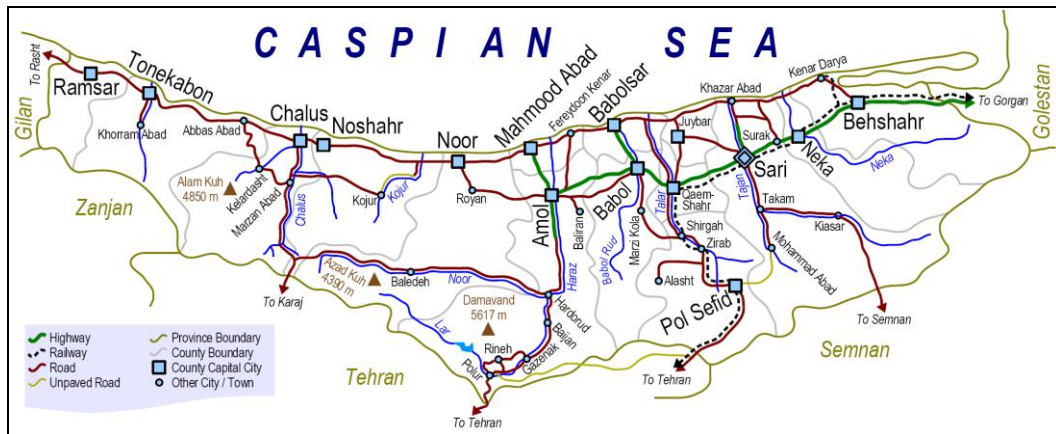 CASPIAN SEA
To Rasht
Ramsar
Tonekabon
Khorram Abad
Abbas Abad
Chalus
Noshahr
Noor
Mahmood Abad
Fereydoon Kenar
Babolsar
Juybar
Khazar Abad
Kenar Darya
Surak
Behshahr
To Gorgan
Golestan
Gilan
Zanjan
Alam Kuh
4850 m
Kelardasht
Marzan Abad
Chalus
Kojur
Kojur
Royan
Amol
Baliran
Babol
Babol Rud
Marzi Kola
Talar
Qaem-
Shahr
Shirgah
Zirab
Alasht
Pol Sefid
Sari
Tajan
Neka
Neka
Takam
Kiasar
Mohammad Abad
To Semnan
Semnan
To Karaj
Azad Kuh
4390 m
Baledeh
Noor
Haraz
Hardorud
Baijan
Gazenak
Damavand
5617 m
Lar
Rineh
Polur
To Tehran
To Tehran
Tehran
Highway
Railway
Road
Unpaved Road
Province Boundary
County Boundary
County Capital City
Other City / Town